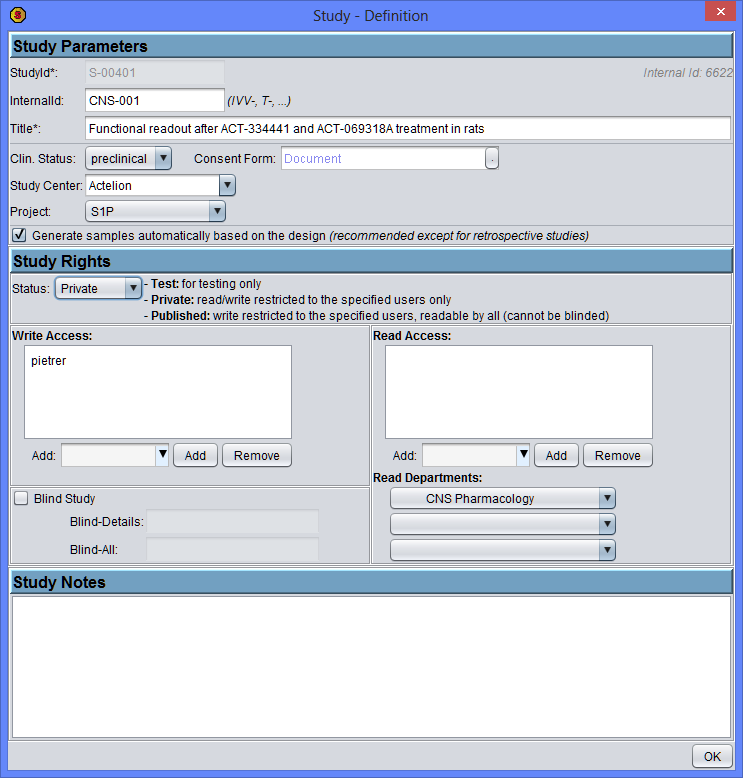 Study - Definition
Study Parameters
StudyId*: S-00401 Internal Id: 6622
InternalId: CNS-001 (IVV-, T-, ...)
Title*: Functional readout after ACT-334441 and ACT-069318A treatment in rats
Clin. Status: preclinical Consent Form: Document .
Study Center: Actelion
Project: S1P
Generate samples automatically based on the design (recommended except for retrospective studies)
Study Rights
Status: Private - Test: for testing only
- Private: read/write restricted to the specified users only
- Published: write restricted to the specified users, readable by all (cannot be blinded)
Write Access: Read Access:
pietrer
Add: Add Remove Add: Add Remove
Read Departments:
Blind Study CNS Pharmacology
Blind-Details:
Blind-All:
Study Notes
OK